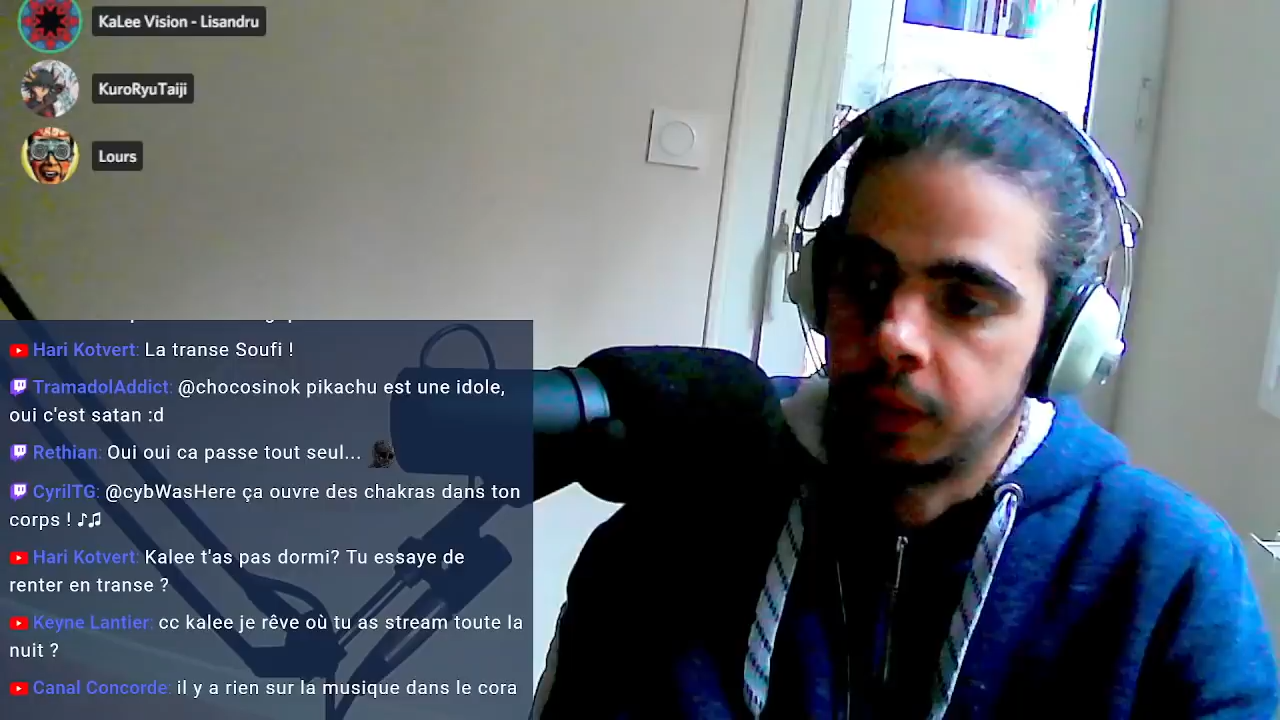 KaLee Vision - Lisandru
KuroRyuTaiji
Lours
Hari Kotvert: La transe Soufi !
TramadolAddict: @chocosinok pikachu est une idole,
oui c'est satan :d
Rethian: Oui oui ca passe tout seul...
CyrilTG: @cybWasHere ça ouvre des chakras dans ton
corps ! ♪♫
Hari Kotvert: Kalee t'as pas dormi? Tu essaye de
renter en transe ?
Keyne Lantier: cc kalee je rêve où tu as stream toute la
nuit ?
Canal Concorde: il y a rien sur la musique dans le cora